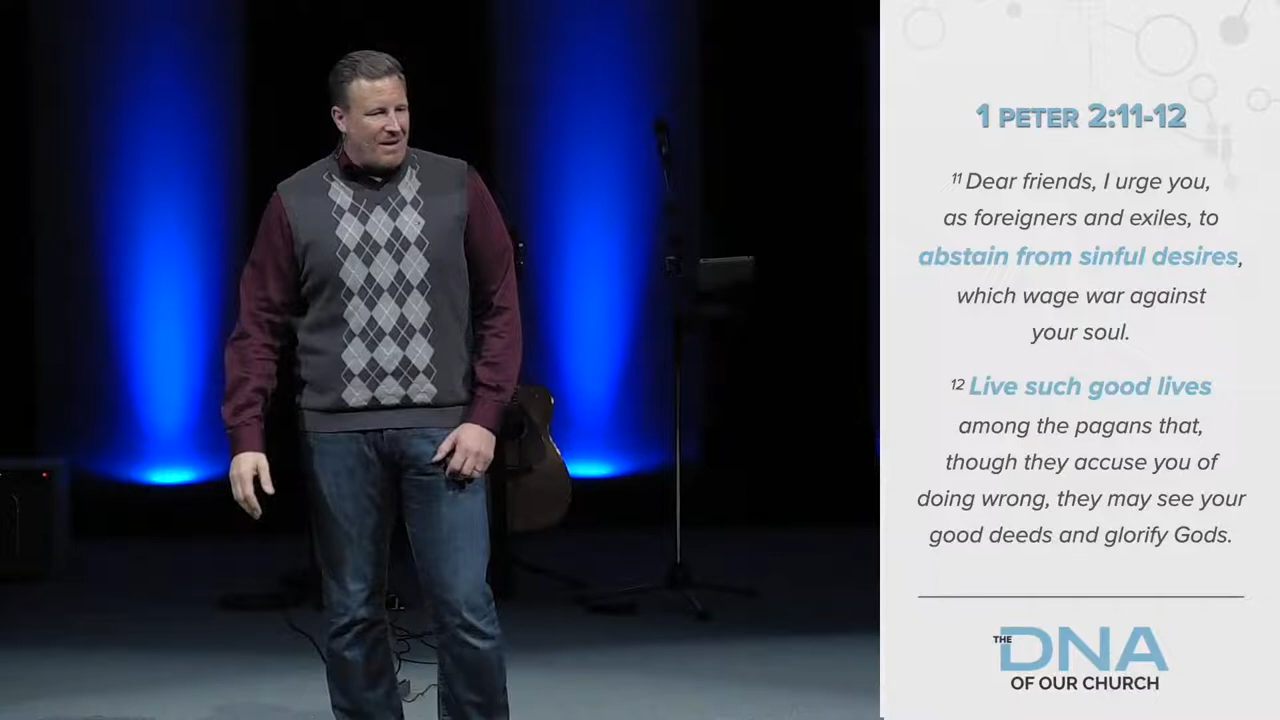 1 PETER 2:11-12
11 Dear friends, I urge you,
as foreigners and exiles, to
abstain from sinful desires,
which wage war against
your soul.
12 Live such good lives
among the pagans that,
though they accuse you of
doing wrong, they may see your
good deeds and glorify Gods.
THE DNA
OF OUR CHURCH